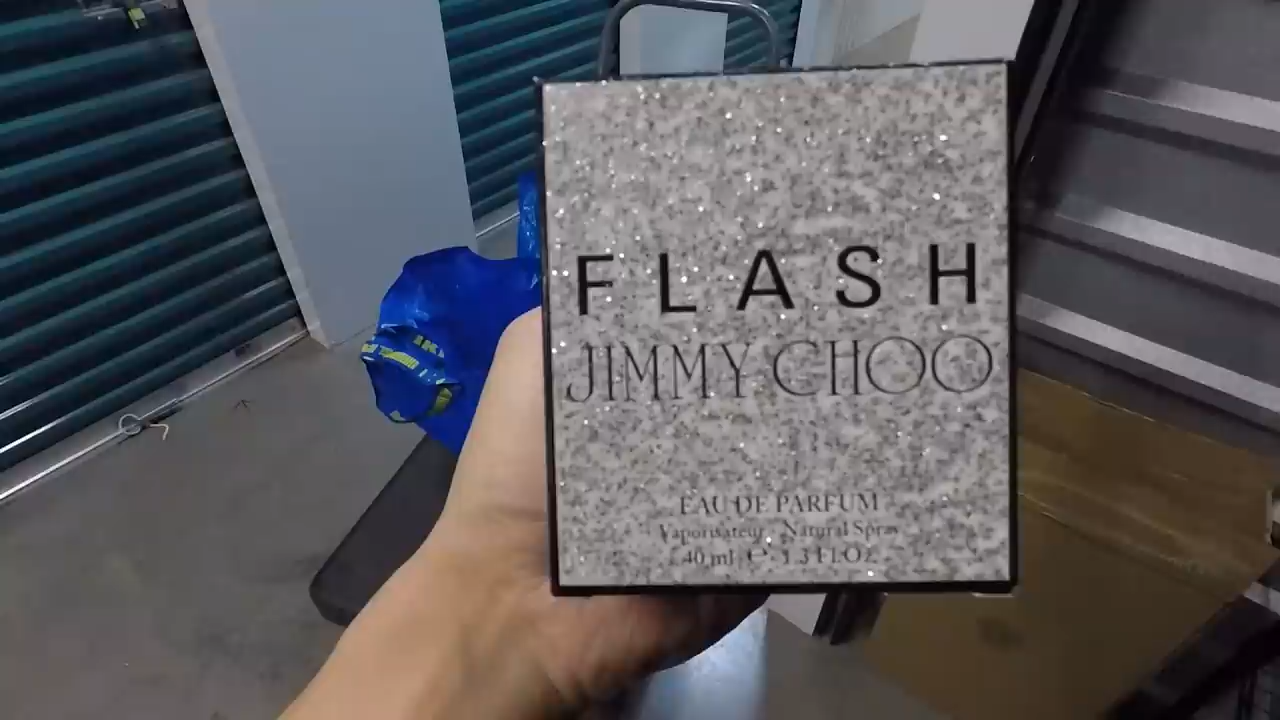 FLASH
JIMMY CHOO
EAU DE PARFUM
Vaporisateur · Natural Spray
40 ml e 1.3 FL.OZ